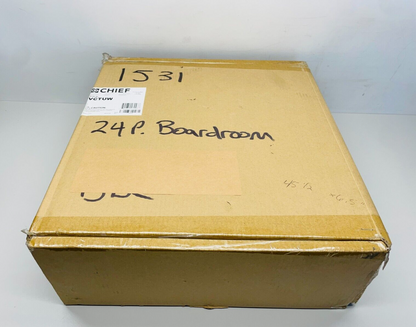 1531
CHIEF
VCTUW
24P. Boardroom